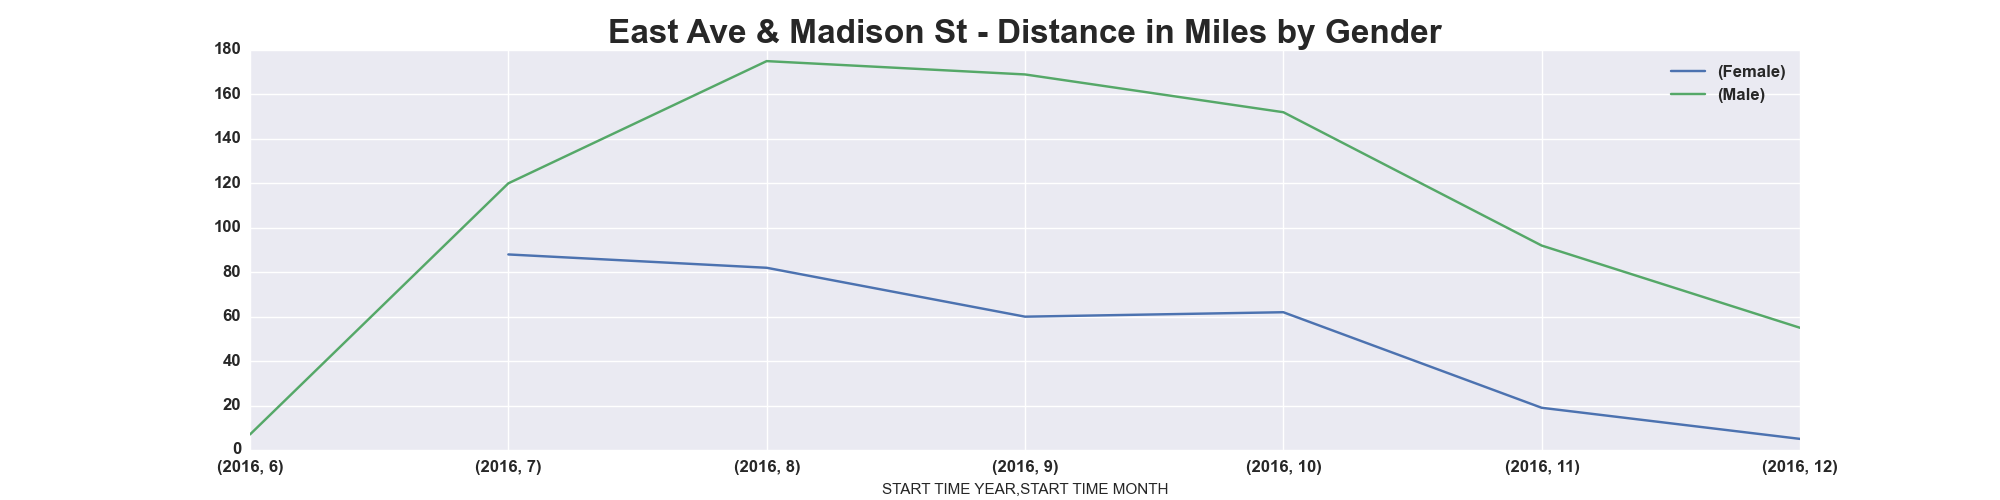 East Ave & Madison St - Distance in Miles by Gender
180
160
140
120
100
80
60
40
20
0
(Female)
(Male)
(2016, 6) (2016, 7) (2016, 8) (2016, 9) (2016, 10) (2016, 11) (2016, 12)
START TIME YEAR,START TIME MONTH